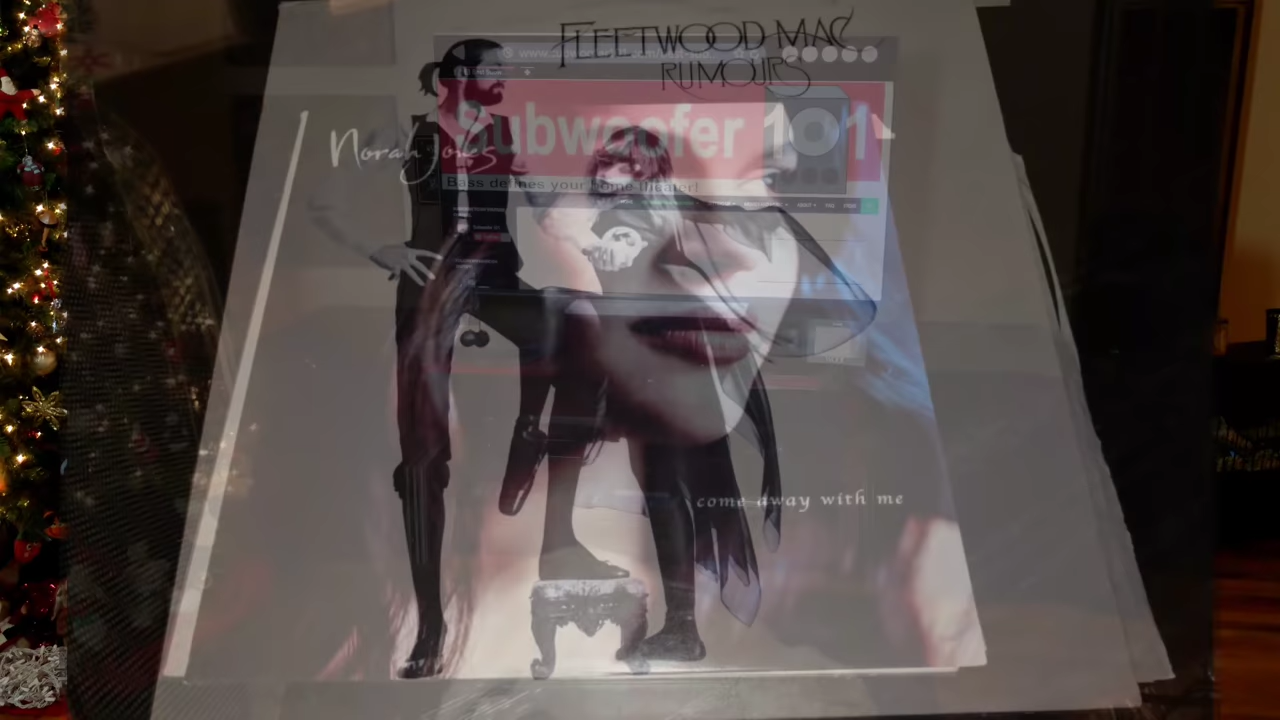 FLEETWOOD MAC
RUMOURS
Norah Jones
Subwoofer 101
Bass defines your home theater!
come away with me